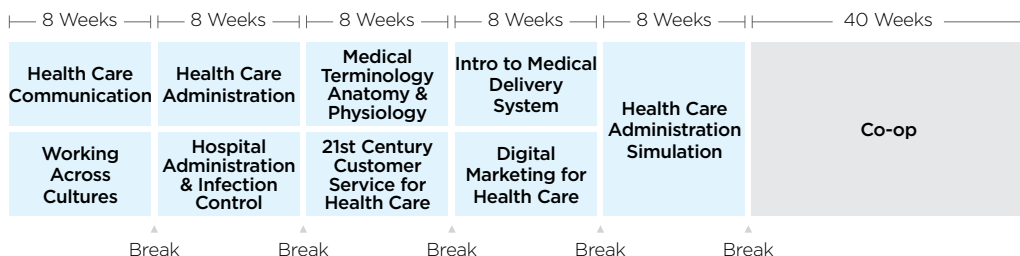 8 Weeks
8 Weeks
8 Weeks
8 Weeks
8 Weeks
40 Weeks
Health Care
Communication
Health Care
Administration
Medical
Terminology
Anatomy &
Physiology
Intro to Medical
Delivery
System
Health Care
Administration
Simulation
Co-op
Working
Across
Cultures
Hospital
Administration
& Infection
Control
21st Century
Customer
Service for
Health Care
Digital
Marketing for
Health Care
Break
Break
Break
Break
Break